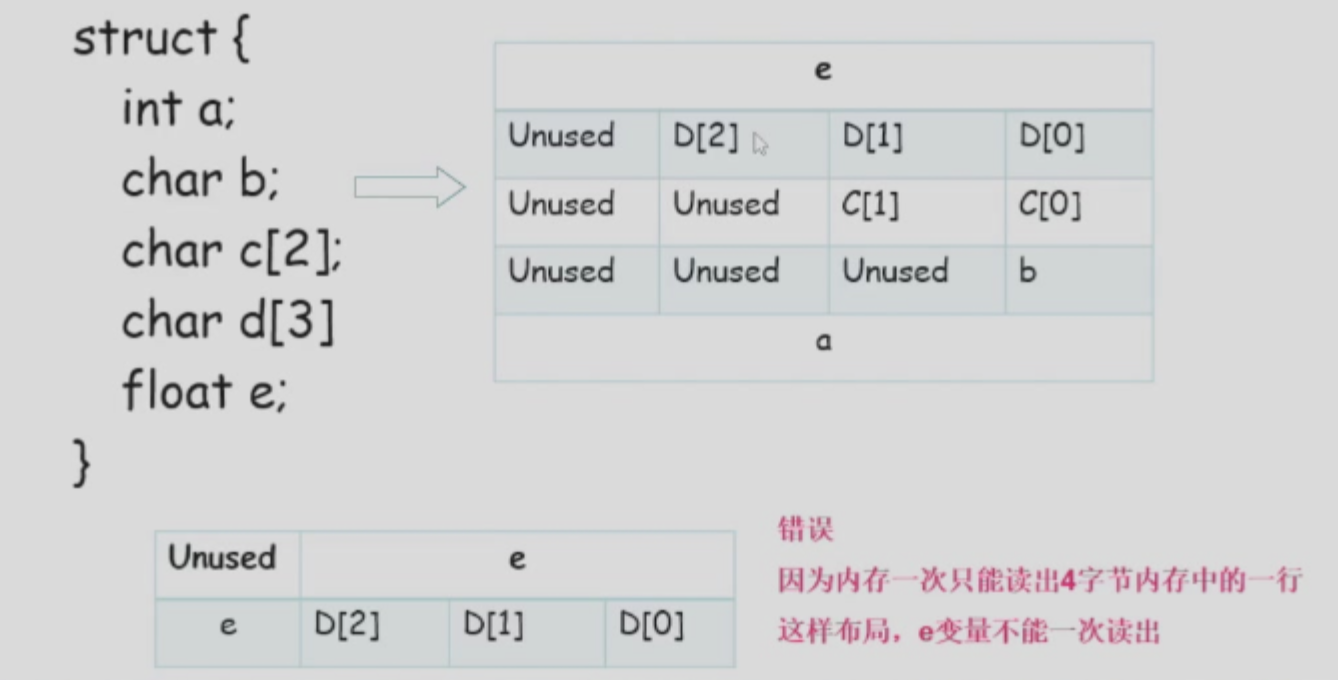 struct {
int a;
char b;
char c[2];
char d[3]
float e;
}
e
Unused D[2] D[1] D[0]
Unused Unused C[1] C[0]
Unused Unused Unused b
a
Unused e
e D[2] D[1] D[0]
错误
因为内存一次只能读出4字节内存中的一行
这样布局，e变量不能一次读出